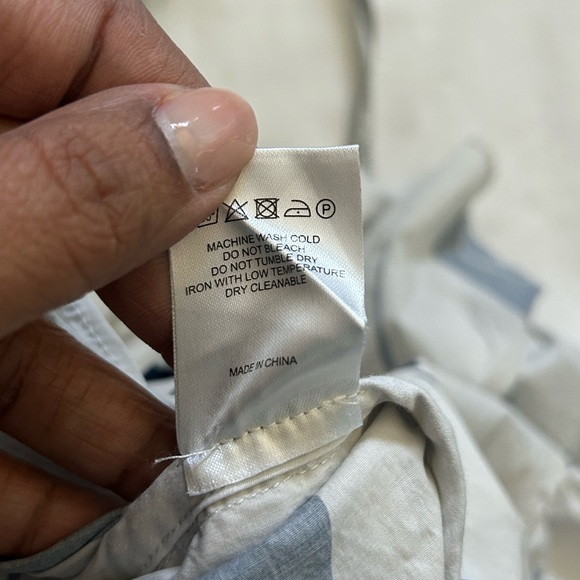 P
MACHINE WASH COLD
DO NOT BLEACH
DO NOT TUMBLE DRY
IRON WITH LOW TEMPERATURE
DRY CLEANABLE
MADE IN CHINA